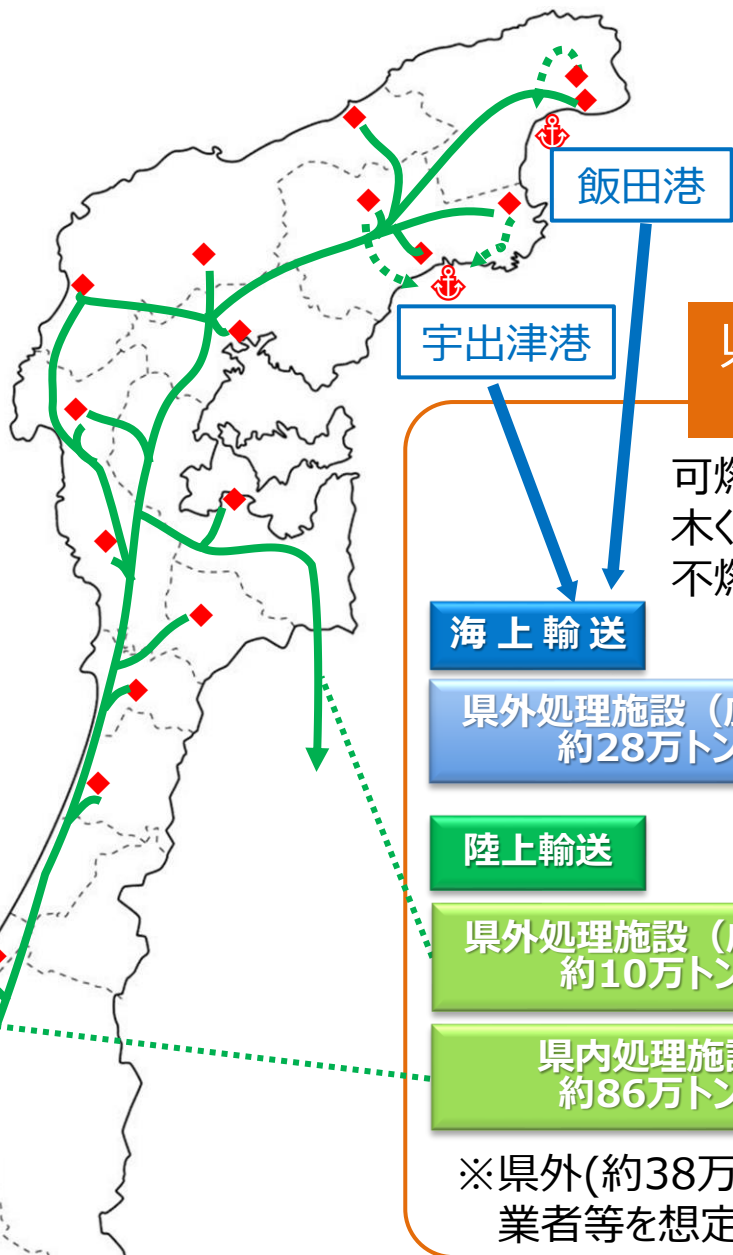 飯田港
宇出津港
可燃
木く
不燃
海上輸送
県外処理施設（
約28万トン
陸上輸送
県外処理施設（
約10万トン
県内処理施設
約86万トン
※県外(約38万
業者等を想定